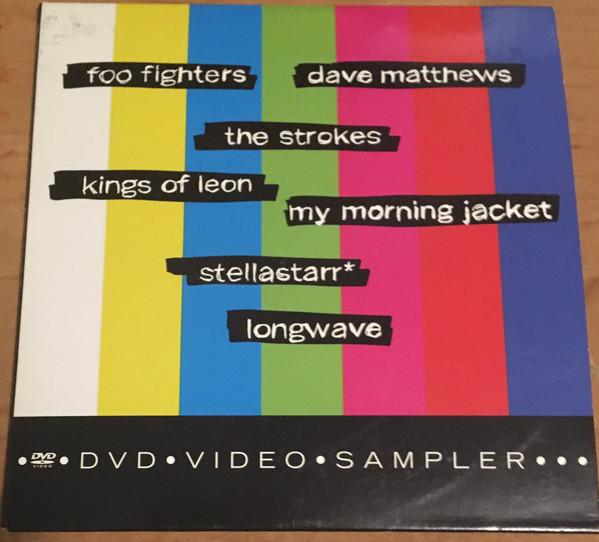 foo fighters
dave matthews
the strokes
kings of leon
my morning jacket
stellastarr*
longwave
•DVD VIDEO•DVD•VIDEO•SAMPLER•••